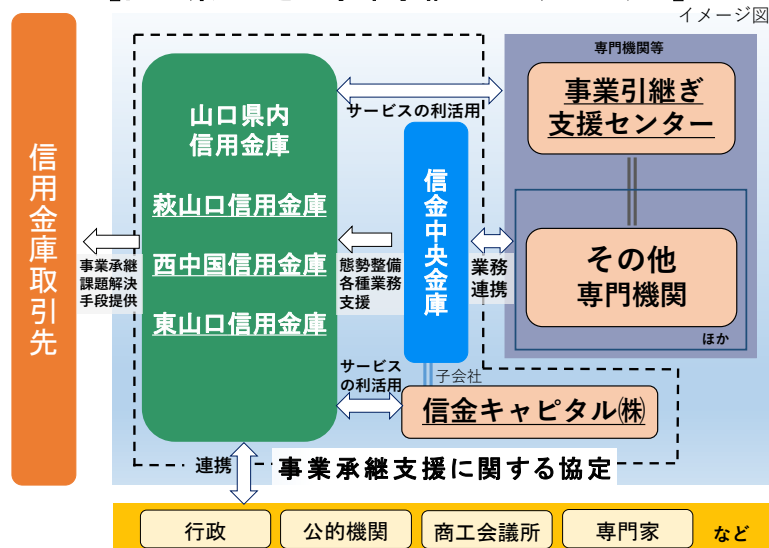 イメージ図
専門機関等
事業引継ぎ
支援センター
その他
専門機関
ほか
サービスの利活用
山口県内
信用金庫
萩山口信用金庫
西中国信用金庫
東山口信用金庫
信金中央金庫
業務
連携
態勢整備
各種業務
支援
信用金庫取引先
事業承継
課題解決
手段提供
サービス
の利活用
子会社
信金キャピタル㈱
連携
事業承継支援に関する協定
行政
公的機関
商工会議所
専門家
など